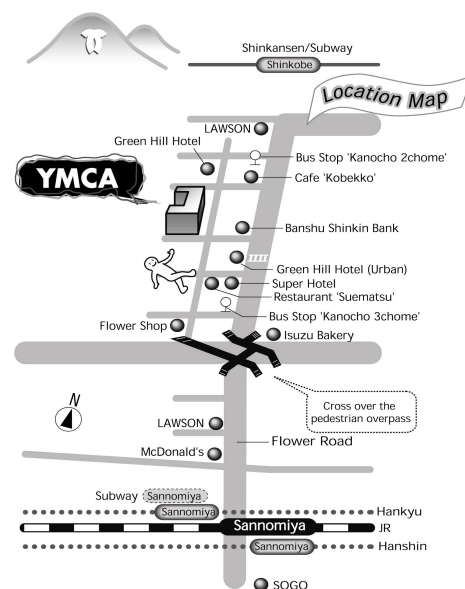 Shinkansen/Subway
Shinkobe
Location Map
LAWSON
Green Hill Hotel
Bus Stop 'Kanocho 2chome'
YMCA
Cafe 'Kobekko'
Banshu Shinkin Bank
Green Hill Hotel (Urban)
Super Hotel
Restaurant 'Suematsu'
Bus Stop 'Kanocho 3chome'
Flower Shop
Isuzu Bakery
N
Cross over the
pedestrian overpass
LAWSON
Flower Road
McDonald's
Subway Sannomiya
Sannomiya
Hankyu
Sannomiya
JR
Sannomiya
Hanshin
SOGO